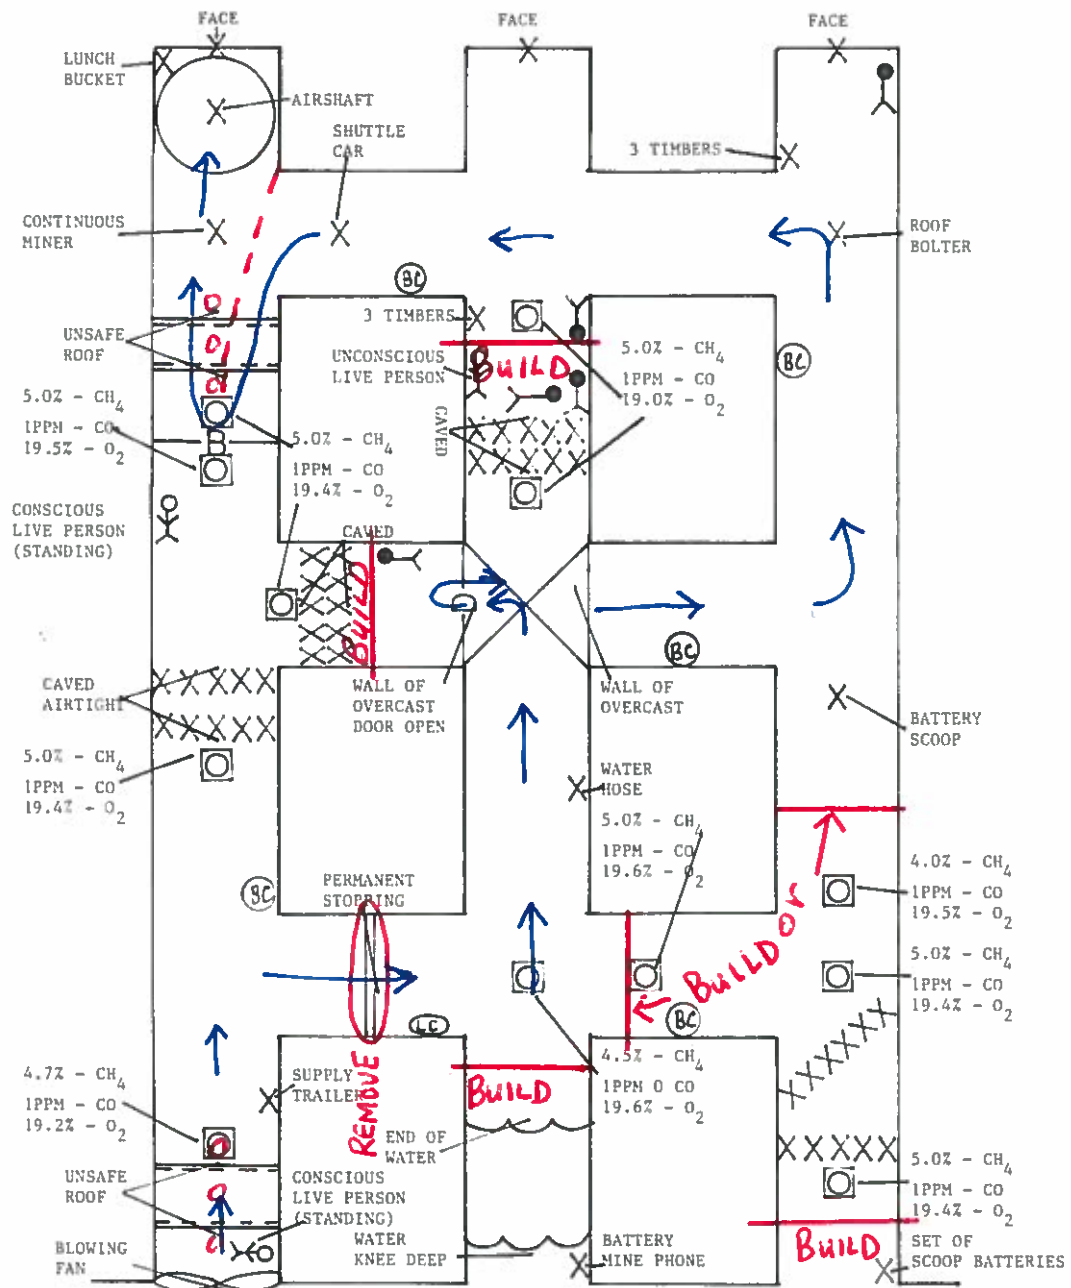 FACE
FACE
FACE
LUNCH
BUCKET
AIRSHAFT
SHUTTLE
CAR
3 TIMBERS
CONTINUOUS
MINER
ROOF
BOLTER
BC
3 TIMBERS
UNSAFE
ROOF
UNCONSCIOUS
LIVE PERSON
BUILD
5.0% - CH4
1PPM - CO
19.0% - O2
BC
5.0% - CH4
1PPM - CO
19.5% - O2
B
5.0% - CH4
1PPM - CO
19.4% - O2
CAVED
CONSCIOUS
LIVE PERSON
(STANDING)
CAVED
BUILD
BC
CAVED
AIRTIGHT
WALL OF
OVERCAST
DOOR OPEN
WALL OF
OVERCAST
BATTERY
SCOOP
5.0% - CH4
1PPM - CO
19.4% - O2
WATER
HOSE
5.0% - CH4
1PPM - CO
19.6% - O2
4.0% - CH4
1PPM - CO
19.5% - O2
BC
PERMANENT
STOPPING
BUILD OR
5.0% - CH4
1PPM - CO
19.4% - O2
LC
BC
REMOVE
4.7% - CH4
1PPM - CO
19.2% - O2
SUPPLY
TRAILER
BUILD
4.5% - CH4
1PPM O CO
19.6% - O2
END OF
WATER
UNSAFE
ROOF
CONSCIOUS
LIVE PERSON
(STANDING)
5.0% - CH4
1PPM - CO
19.4% - O2
WATER
KNEE DEEP
BATTERY
MINE PHONE
BUILD
SET OF
SCOOP BATTERIES
BLOWING
FAN